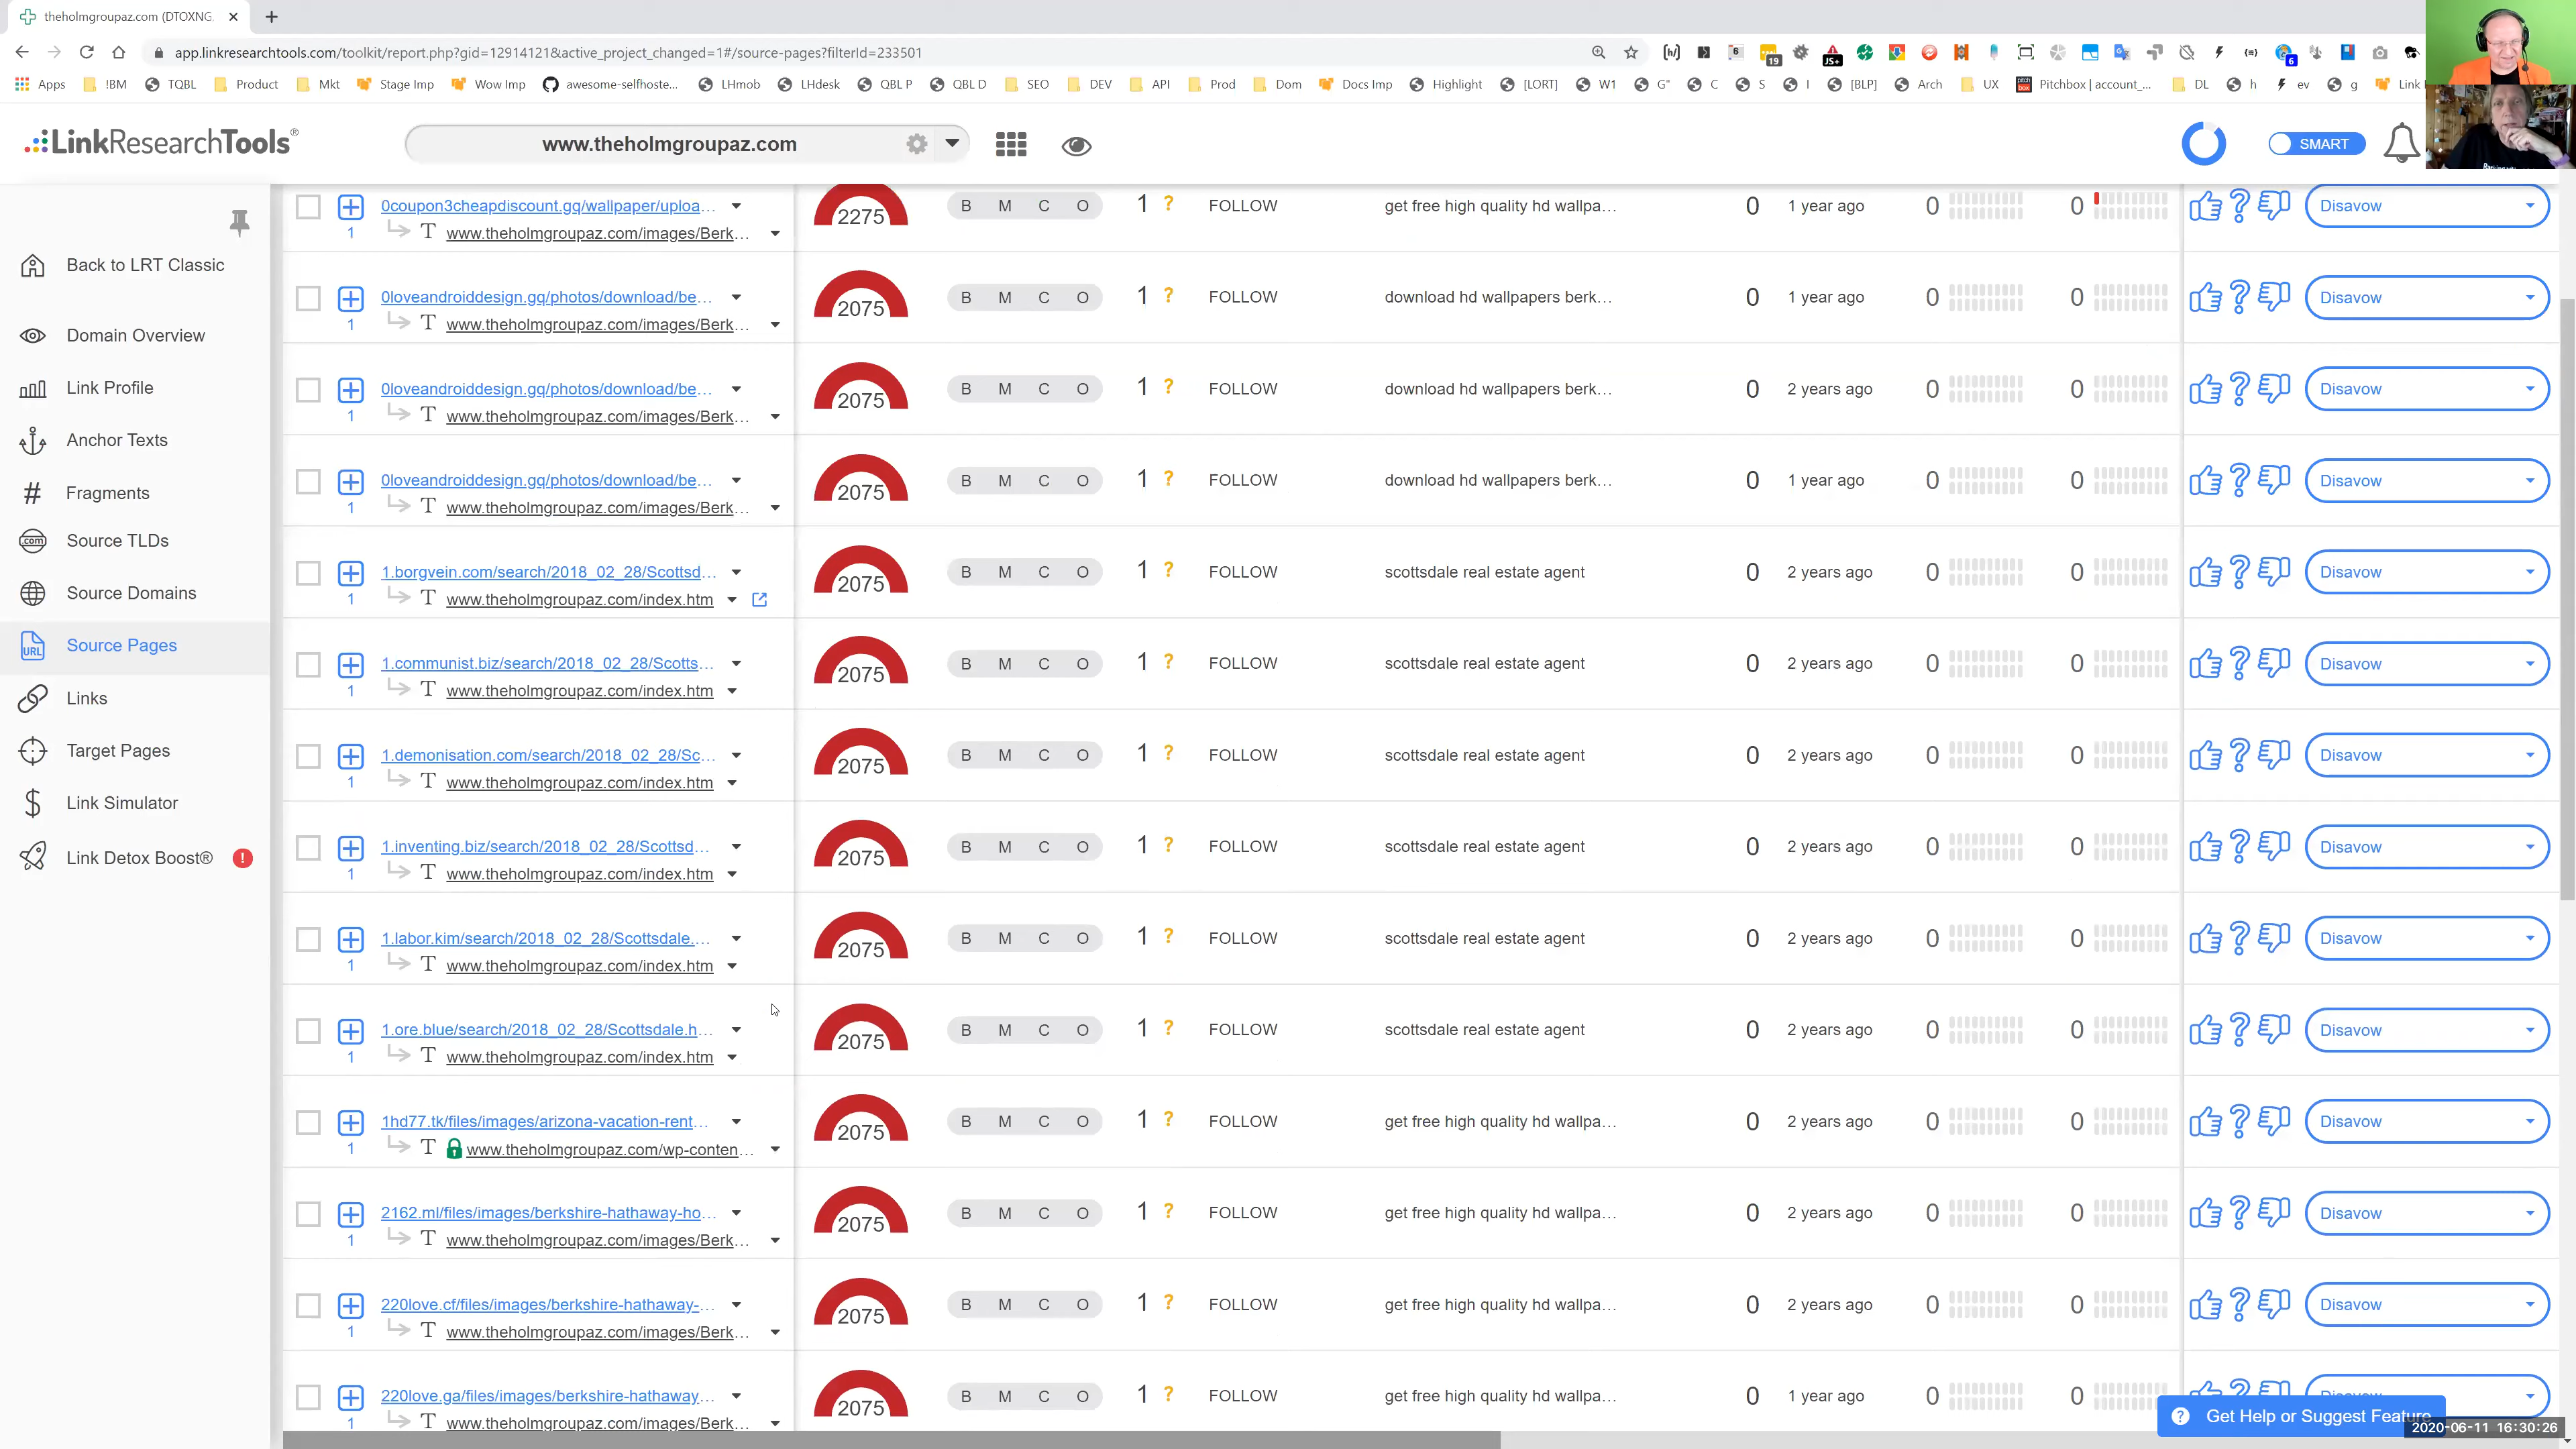 theholmgroupaz.com (DTOXNG
app.linkresearchtools.com/toolkit/report.php?gid=12914121&active_project_changed=1#/source-pages?filterId=233501
Apps !BM TQBL Product Mkt Stage Imp Wow Imp awesome-selfhoste... LHmob LHdesk QBL P QBL D SEO DEV API Prod Dom Docs Imp Highlight [LORT] W1 G" C S I [BLP] Arch UX Pitchbox | account_... DL h ev g Link
LinkResearchTools®
www.theholmgroupaz.com
SMART
Back to LRT Classic
Domain Overview
Link Profile
Anchor Texts
Fragments
Source TLDs
Source Domains
Source Pages
Links
Target Pages
Link Simulator
Link Detox Boost® !
0coupon3cheapdiscount.gq/wallpaper/uploa... 2275 B M C O 1 ? FOLLOW get free high quality hd wallpa... 0 1 year ago 0 0 Disavow
1 T www.theholmgroupaz.com/images/Berk...
0loveandroiddesign.gq/photos/download/be... 2075 B M C O 1 ? FOLLOW download hd wallpapers berk... 0 1 year ago 0 0 Disavow
1 T www.theholmgroupaz.com/images/Berk...
0loveandroiddesign.gq/photos/download/be... 2075 B M C O 1 ? FOLLOW download hd wallpapers berk... 0 2 years ago 0 0 Disavow
1 T www.theholmgroupaz.com/images/Berk...
0loveandroiddesign.gq/photos/download/be... 2075 B M C O 1 ? FOLLOW download hd wallpapers berk... 0 1 year ago 0 0 Disavow
1 T www.theholmgroupaz.com/images/Berk...
1.borgvein.com/search/2018_02_28/Scottsd... 2075 B M C O 1 ? FOLLOW scottsdale real estate agent 0 2 years ago 0 0 Disavow
1 T www.theholmgroupaz.com/index.htm
1.communist.biz/search/2018_02_28/Scotts... 2075 B M C O 1 ? FOLLOW scottsdale real estate agent 0 2 years ago 0 0 Disavow
1 T www.theholmgroupaz.com/index.htm
1.demonisation.com/search/2018_02_28/Sc... 2075 B M C O 1 ? FOLLOW scottsdale real estate agent 0 2 years ago 0 0 Disavow
1 T www.theholmgroupaz.com/index.htm
1.inventing.biz/search/2018_02_28/Scottsd... 2075 B M C O 1 ? FOLLOW scottsdale real estate agent 0 2 years ago 0 0 Disavow
1 T www.theholmgroupaz.com/index.htm
1.labor.kim/search/2018_02_28/Scottsdale.... 2075 B M C O 1 ? FOLLOW scottsdale real estate agent 0 2 years ago 0 0 Disavow
1 T www.theholmgroupaz.com/index.htm
1.ore.blue/search/2018_02_28/Scottsdale.h... 2075 B M C O 1 ? FOLLOW scottsdale real estate agent 0 2 years ago 0 0 Disavow
1 T www.theholmgroupaz.com/index.htm
1hd77.tk/files/images/arizona-vacation-rent... 2075 B M C O 1 ? FOLLOW get free high quality hd wallpa... 0 2 years ago 0 0 Disavow
1 T www.theholmgroupaz.com/wp-conten...
2162.ml/files/images/berkshire-hathaway-ho... 2075 B M C O 1 ? FOLLOW get free high quality hd wallpa... 0 2 years ago 0 0 Disavow
1 T www.theholmgroupaz.com/images/Berk...
220love.cf/files/images/berkshire-hathaway-... 2075 B M C O 1 ? FOLLOW get free high quality hd wallpa... 0 2 years ago 0 0 Disavow
1 T www.theholmgroupaz.com/images/Berk...
220love.ga/files/images/berkshire-hathaway... 2075 B M C O 1 ? FOLLOW get free high quality hd wallpa... 0 1 year ago 0 0
1 T www.theholmgroupaz.com/images/Berk...
? Get Help or Suggest Feature
2020-06-11 16:30:26